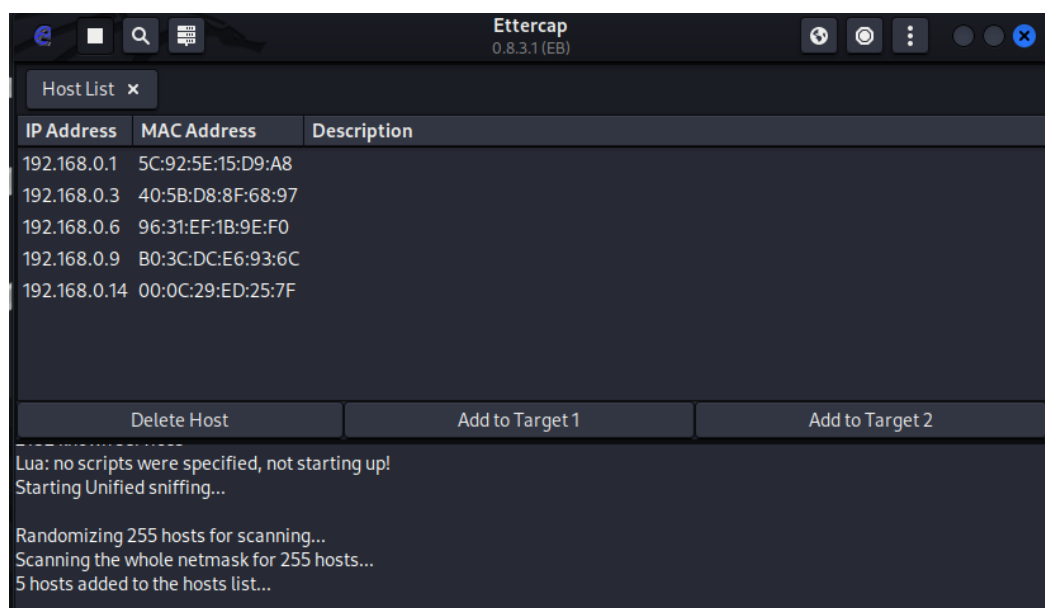 Ettercap
0.8.3.1 (EB)
Host List ×
IP Address MAC Address Description
192.168.0.1 5C:92:5E:15:D9:A8
192.168.0.3 40:5B:D8:8F:68:97
192.168.0.6 96:31:EF:1B:9E:F0
192.168.0.9 B0:3C:DC:E6:93:6C
192.168.0.14 00:0C:29:ED:25:7F
Delete Host Add to Target 1 Add to Target 2
Lua: no scripts were specified, not starting up!
Starting Unified sniffing...
Randomizing 255 hosts for scanning...
Scanning the whole netmask for 255 hosts...
5 hosts added to the hosts list...